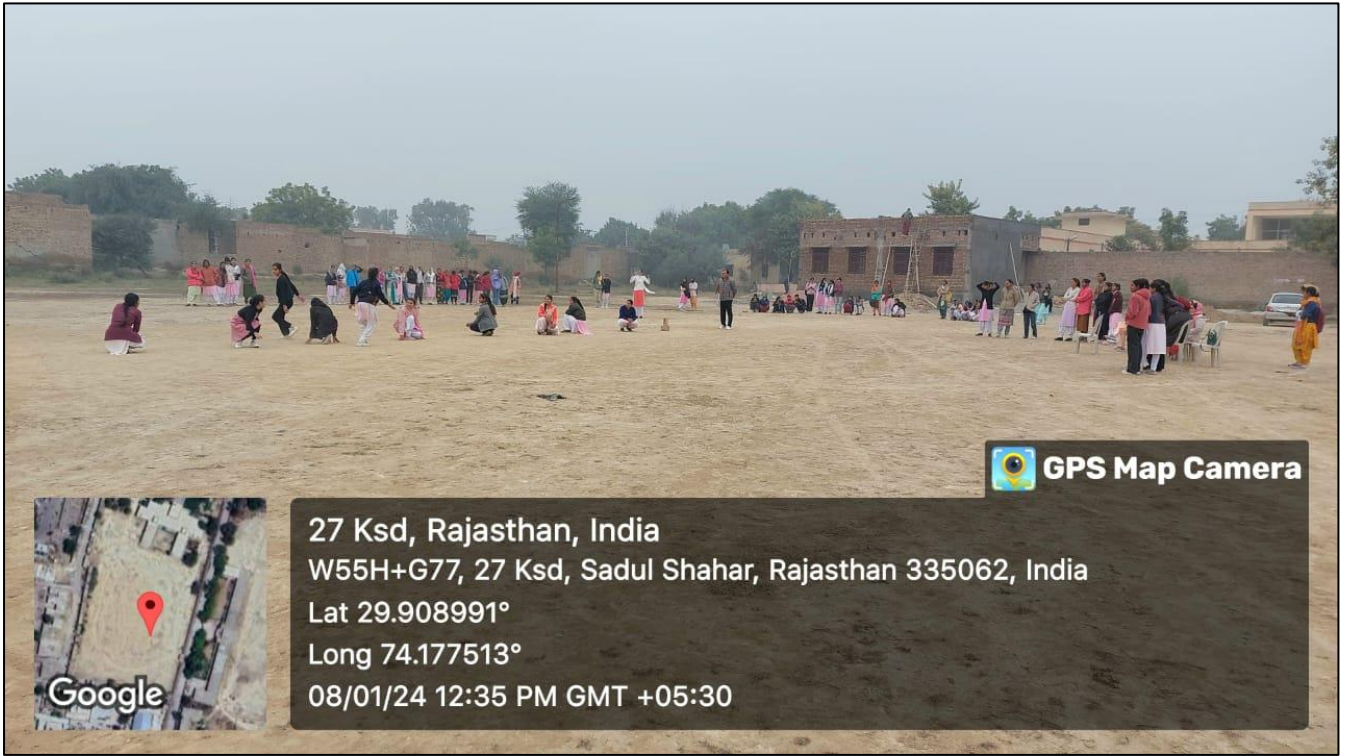 GPS Map Camera
27 Ksd, Rajasthan, India
W55H+G77, 27 Ksd, Sadul Shahar, Rajasthan 335062, India
Lat 29.908991°
Long 74.177513°
08/01/24 12:35 PM GMT +05:30
Google